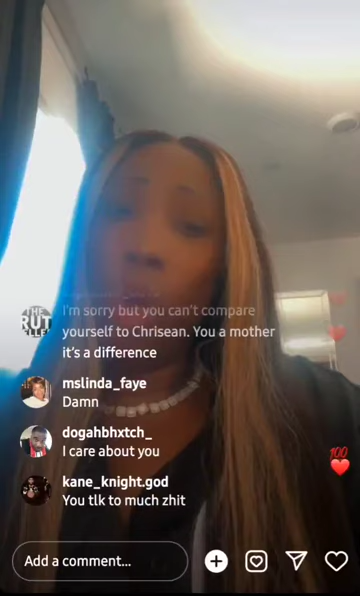 I'm sorry but you can't compare
yourself to Chrisean. You a mother
it's a difference
mslinda_faye
Damn
dogahbhxtch_
I care about you
kane_knight.god
You tlk to much zhit
100
Add a comment...